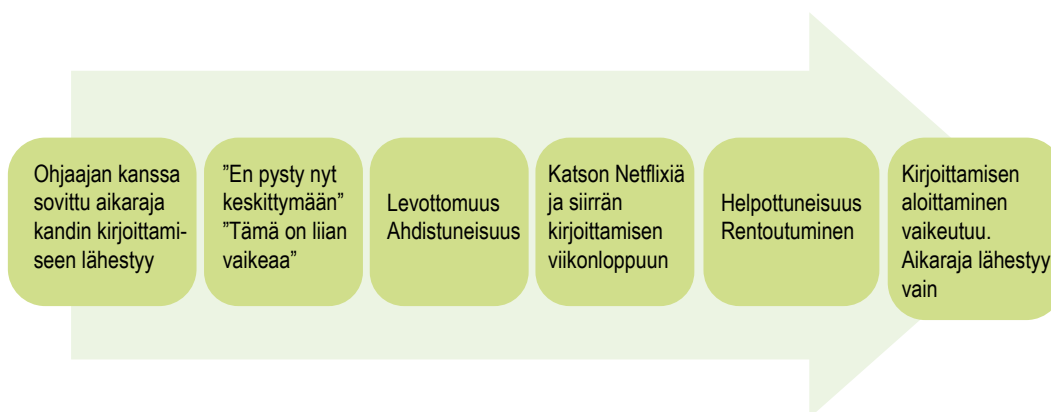 Ohjaajan kanssa
sovittu aikaraja
kandin kirjoittami-
seen lähestyy
”En pysty nyt
keskittymään”
”Tämä on liian
vaikeaa”
Levottomuus
Ahdistuneisuus
Katson Netflixiä
ja siirrän
kirjoittamisen
viikonloppuun
Helpottuneisuus
Rentoutuminen
Kirjoittamisen
aloittaminen
vaikeutuu.
Aikaraja lähestyy
vain